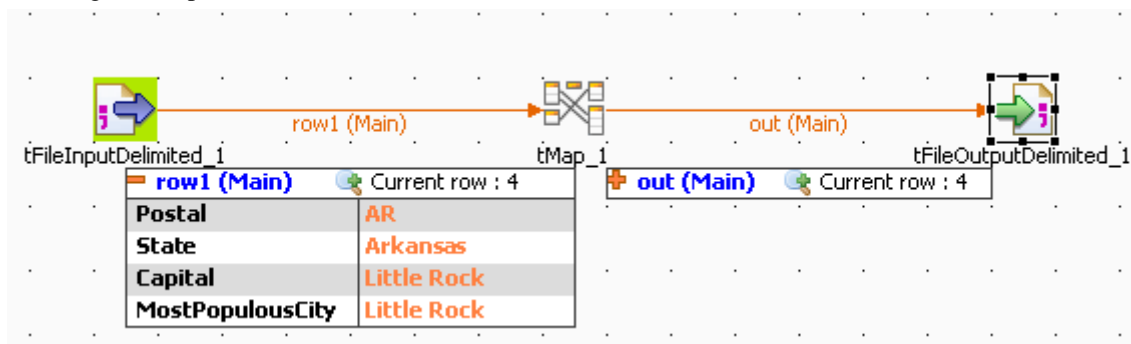 row1 (Main)
out (Main)
tFileInputDelimited_1
tMap_1
tFileOutputDelimited_1
row1 (Main) Current row : 4
out (Main) Current row : 4
Postal AR
State Arkansas
Capital Little Rock
MostPopulousCity Little Rock